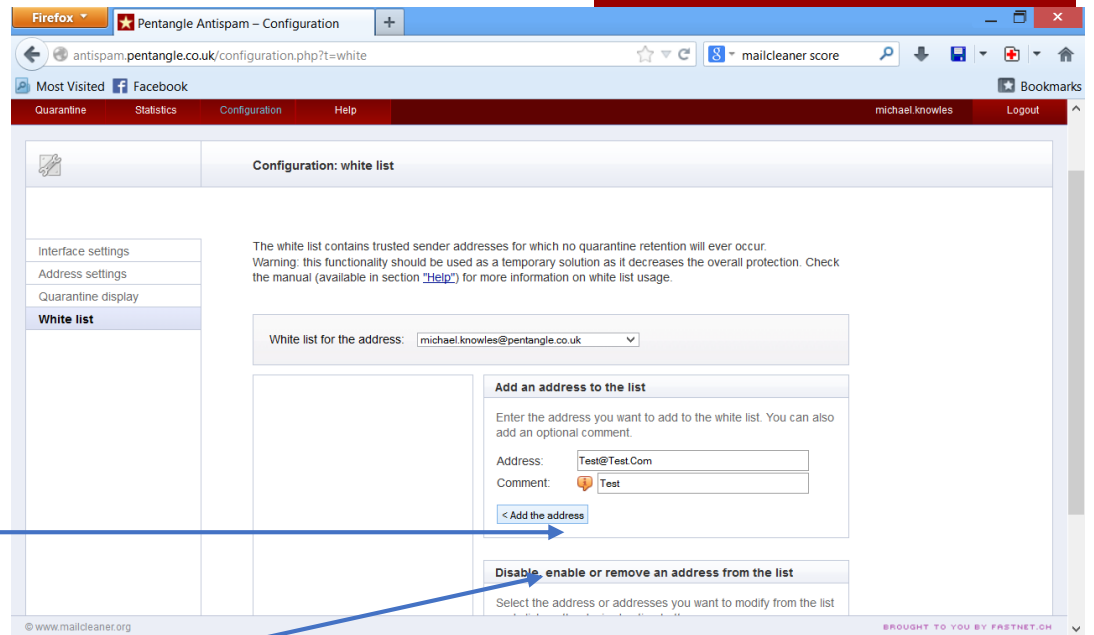 Firefox
Pentangle Antispam – Configuration
antispam.pentangle.co.uk/configuration.php?t=white
mailcleaner score
Most Visited
Facebook
Bookmarks
Quarantine
Statistics
Configuration
Help
michael.knowles
Logout
Configuration: white list
Interface settings
Address settings
Quarantine display
White list
The white list contains trusted sender addresses for which no quarantine retention will ever occur.
Warning: this functionality should be used as a temporary solution as it decreases the overall protection. Check
the manual (available in section "Help") for more information on white list usage.
White list for the address: michael.knowles@pentangle.co.uk
Add an address to the list
Enter the address you want to add to the white list. You can also
add an optional comment.
Address: Test@Test.Com
Comment: Test
< Add the address
Disable, enable or remove an address from the list
Select the address or addresses you want to modify from the list
© www.mailcleaner.org
BROUGHT TO YOU BY FASTNET.CH